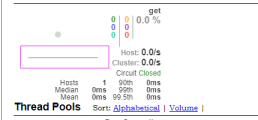 get
0 | 0 0.0 %
0 | 0
0 | 0
Host: 0.0/s
Cluster: 0.0/s
Circuit Closed
Hosts 1 90th 0ms
Median 0ms 99th 0ms
Mean 0ms 99.5th 0ms
Thread Pools Sort: Alphabetical | Volume |